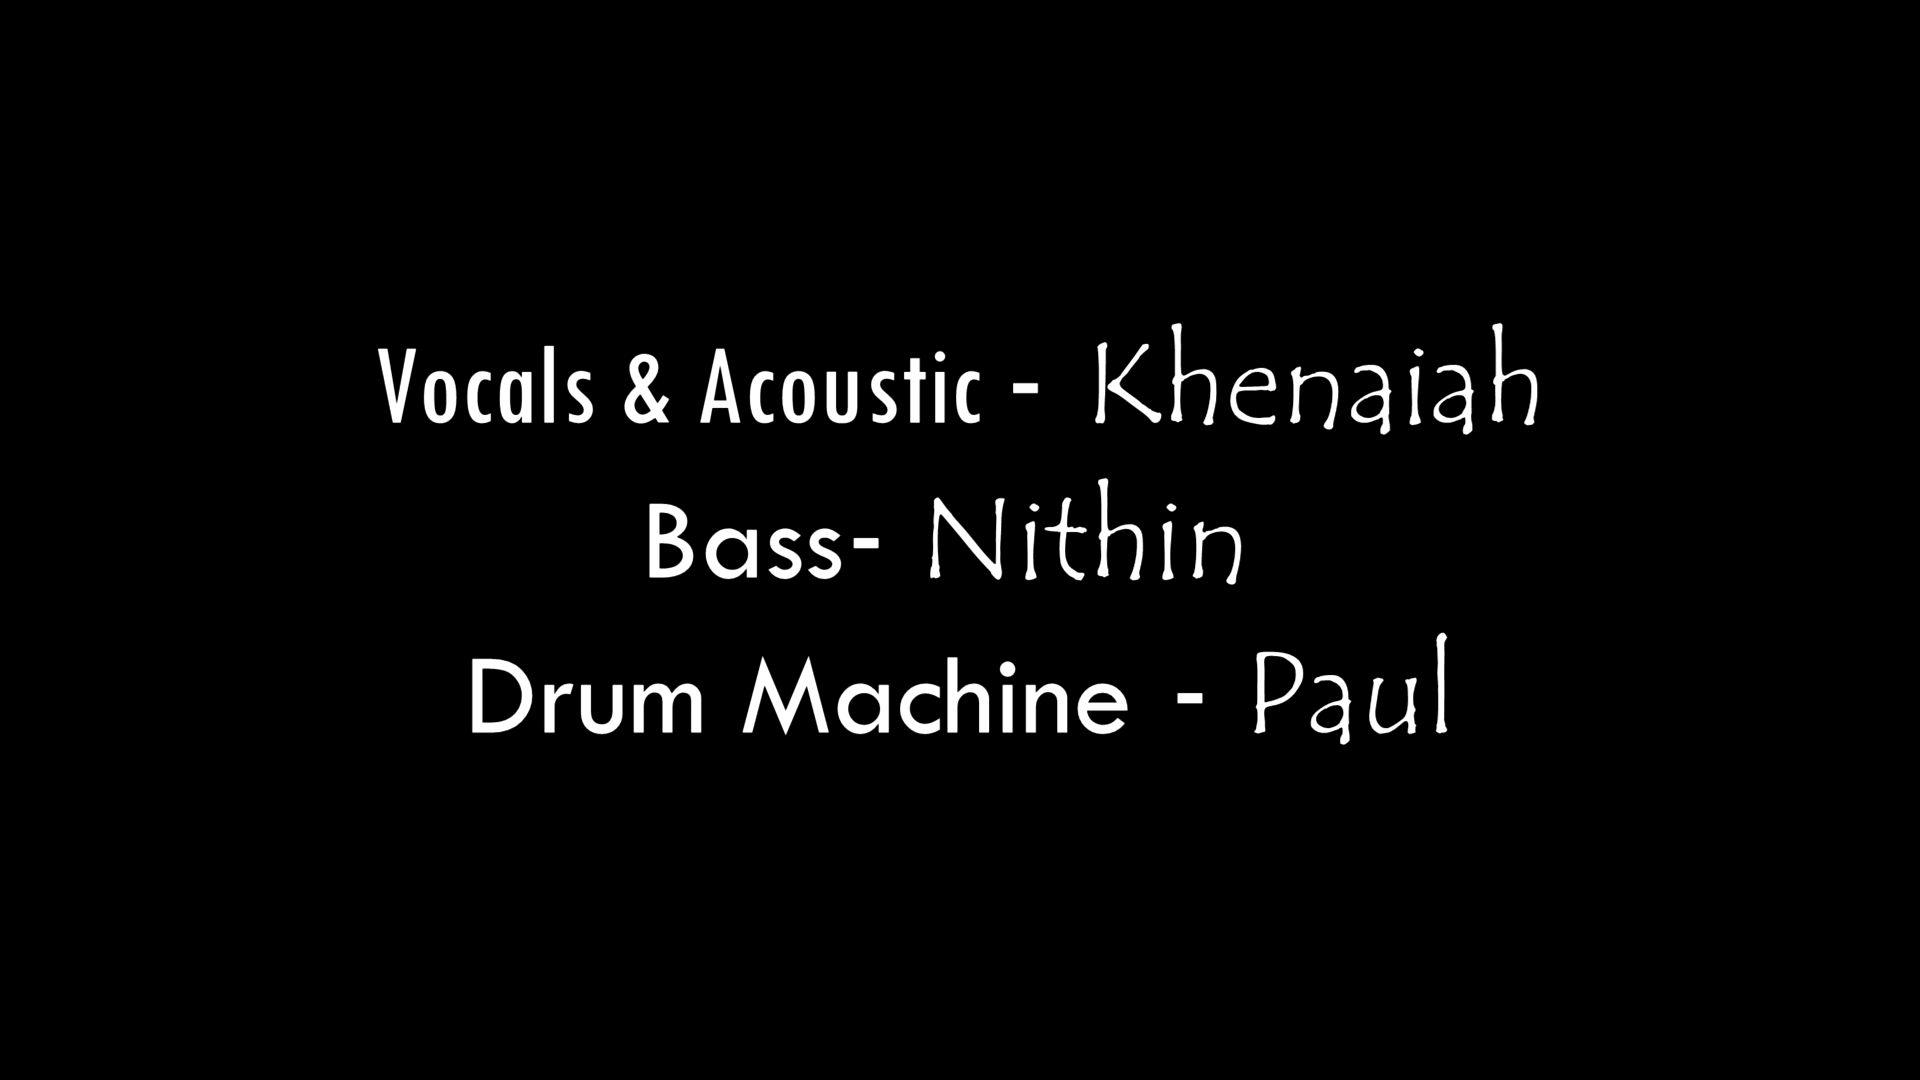 Vocals & Acoustic - Khenaiah
Bass- Nithin
Drum Machine - Paul